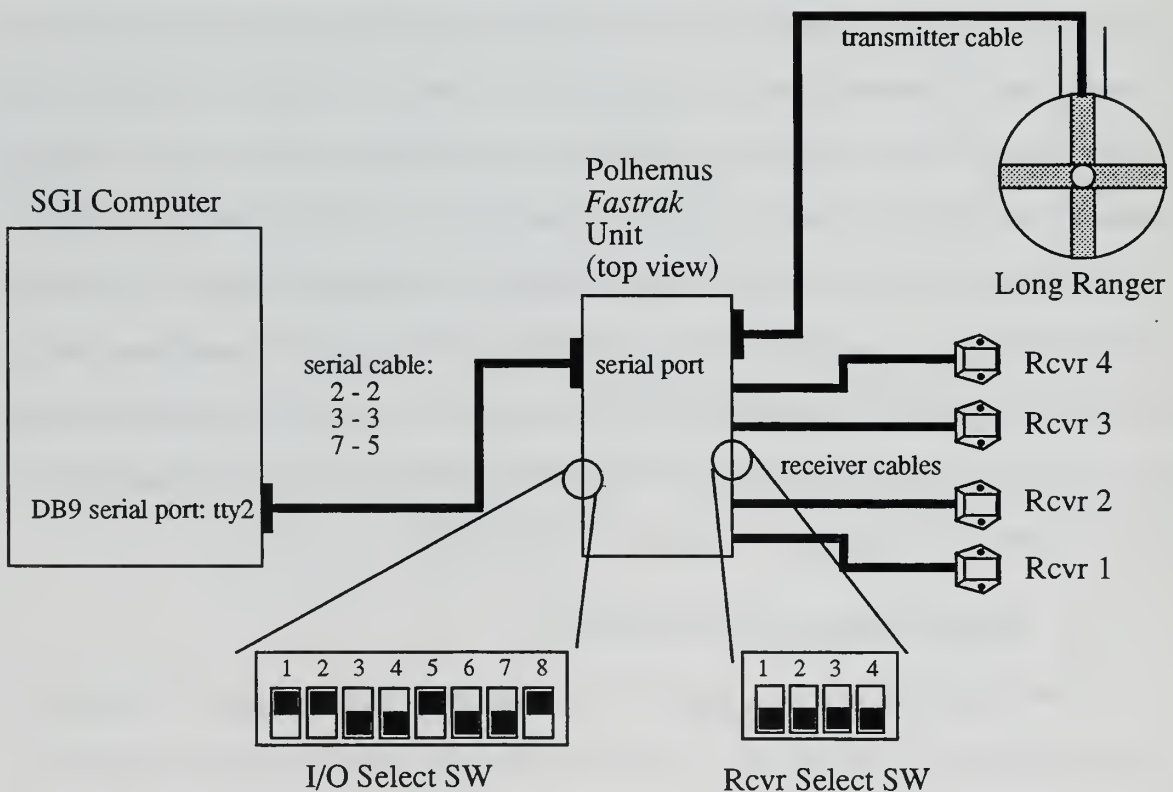 transmitter cable
Polhemus
Fastrak
Unit
(top view)
SGI Computer
Long Ranger
serial cable:
2 - 2
3 - 3
7 - 5
serial port
Rcvr 4
Rcvr 3
receiver cables
DB9 serial port: tty2
Rcvr 2
Rcvr 1
1 2 3 4 5 6 7 8
I/O Select SW
1 2 3 4
Rcvr Select SW